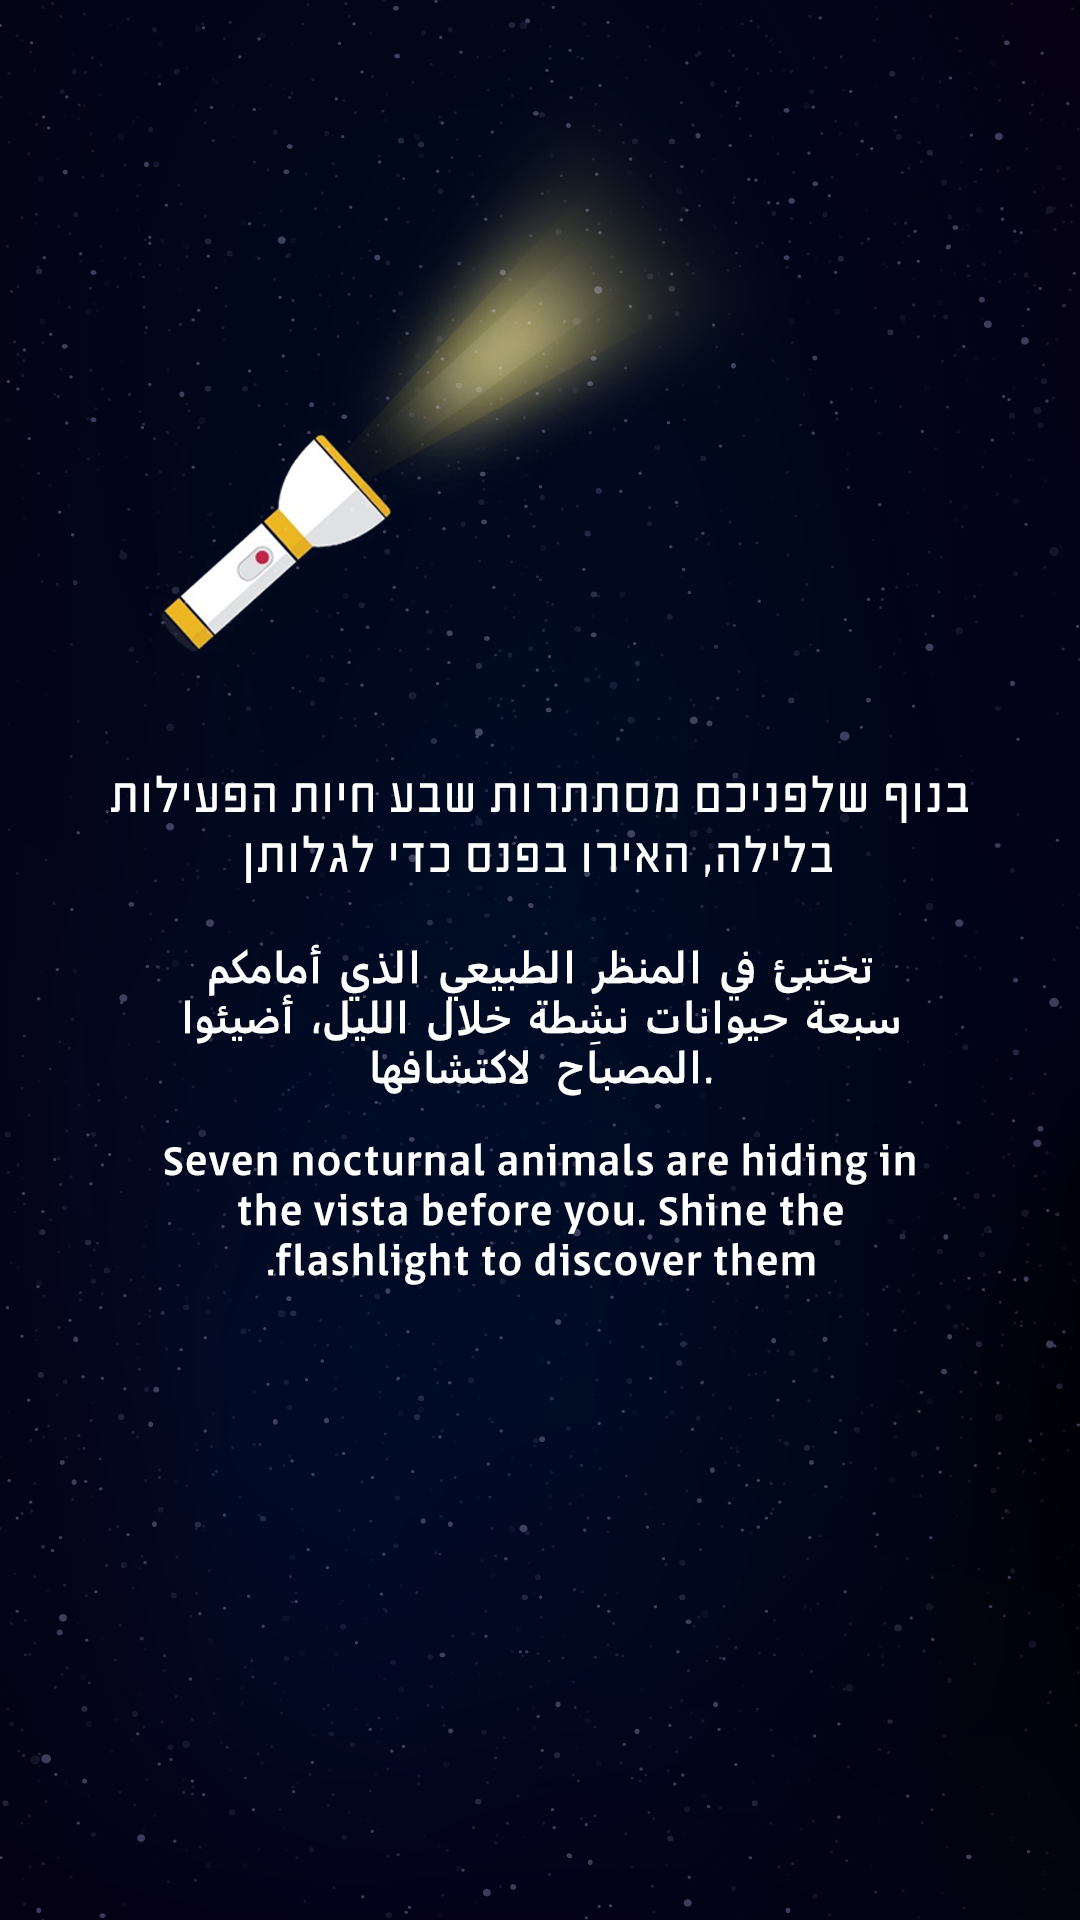 בנוף שלפניכם מסתתרות שבע חיות הפעילות
בלילה, האירו בפנס כדי לגלותן
تختبئ في المنظر الطبيعي الذي أمامكم
سبعة حيوانات نشِطة خلال الليل، أضيئوا
.المصباَح لاكتشافها
Seven nocturnal animals are hiding in
the vista before you. Shine the
.flashlight to discover them